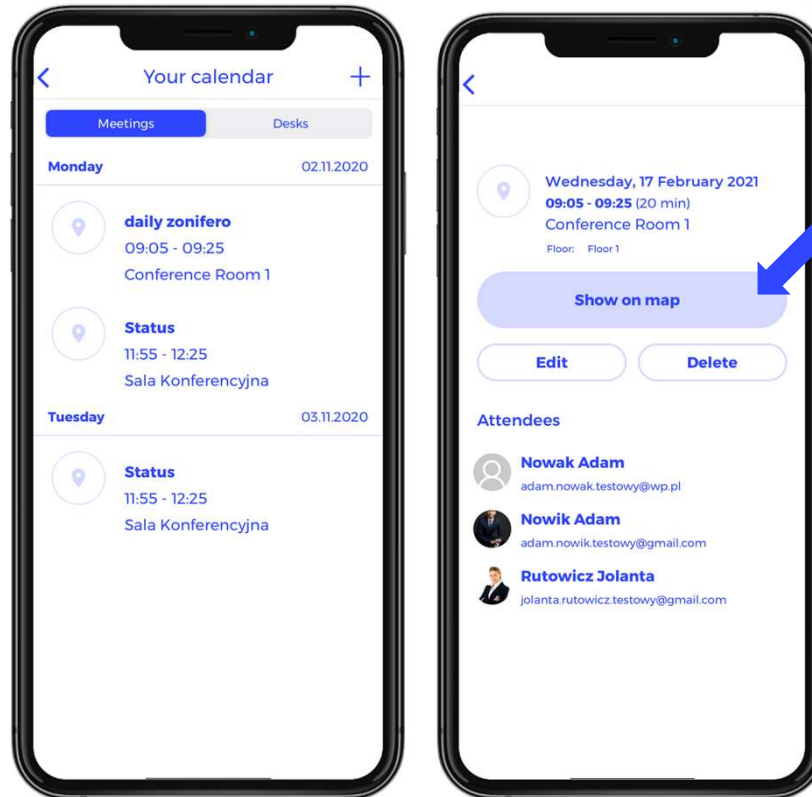 Your calendar
Meetings Desks
Monday 02.11.2020
daily zonifero
09:05 - 09:25
Conference Room 1
Status
11:55 - 12:25
Sala Konferencyjna
Tuesday 03.11.2020
Status
11:55 - 12:25
Sala Konferencyjna
Wednesday, 17 February 2021
09:05 - 09:25 (20 min)
Conference Room 1
Floor: Floor 1
Show on map
Edit Delete
Attendees
Nowak Adam
adam.nowak.testowy@wp.pl
Nowik Adam
adam.nowik.testowy@gmail.com
Rutowicz Jolanta
jolanta.rutowicz.testowy@gmail.com